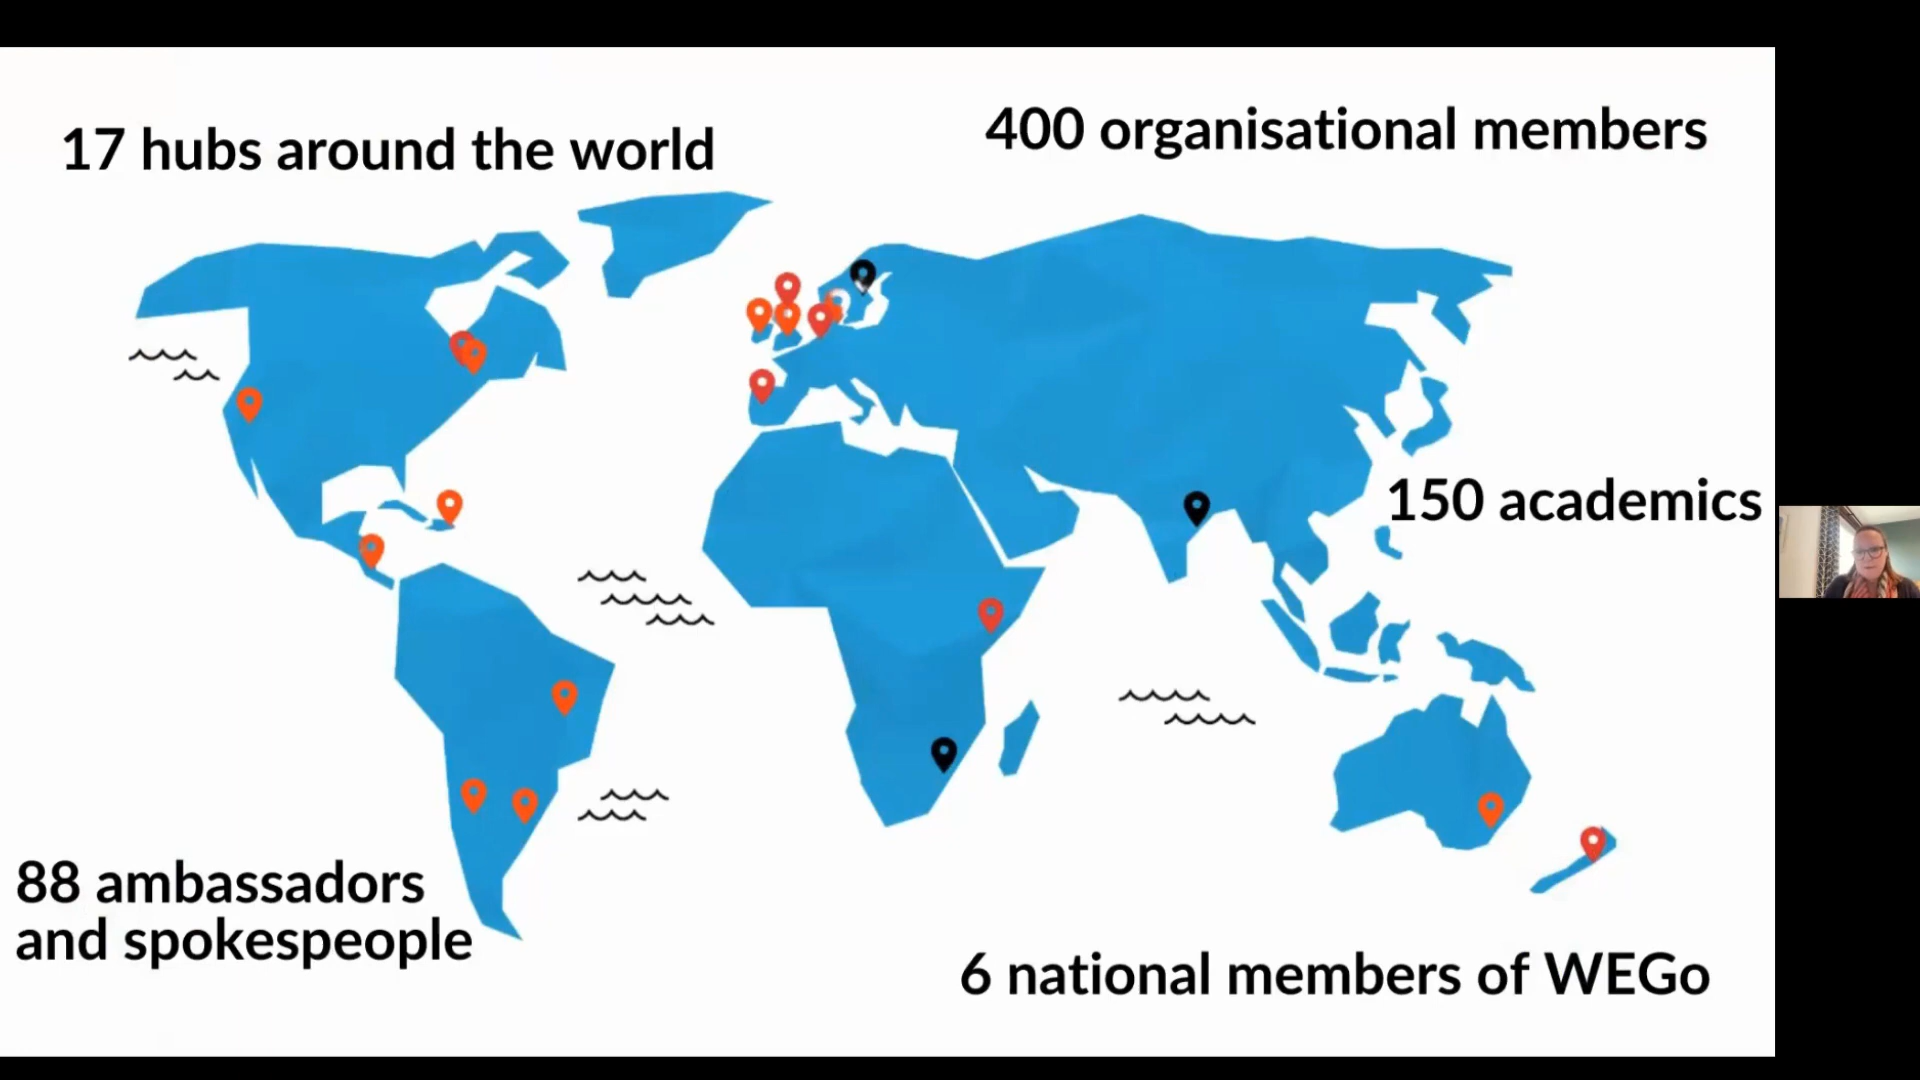 17 hubs around the world
400 organisational members
150 academics
88 ambassadors
and spokespeople
6 national members of WEGo